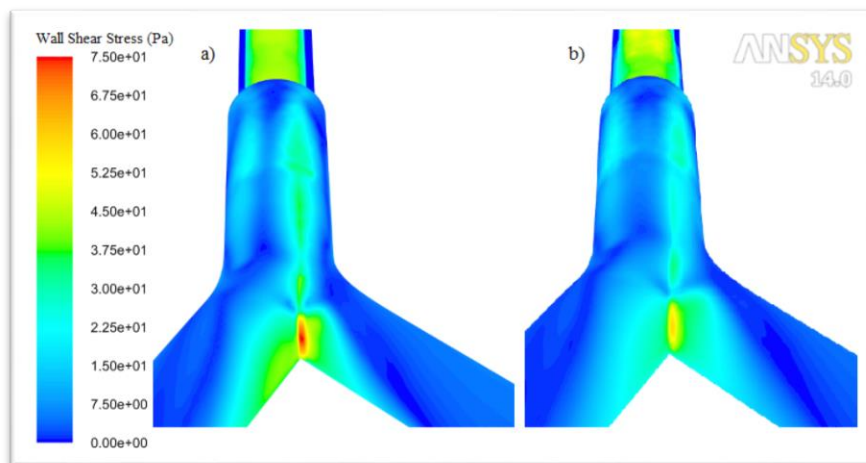 Wall Shear Stress (Pa)
7.50e+01
6.75e+01
6.00e+01
5.25e+01
4.50e+01
3.75e+01
3.00e+01
2.25e+01
1.50e+01
7.50e+00
0.00e+00
a)
b)
ANSYS
14.0